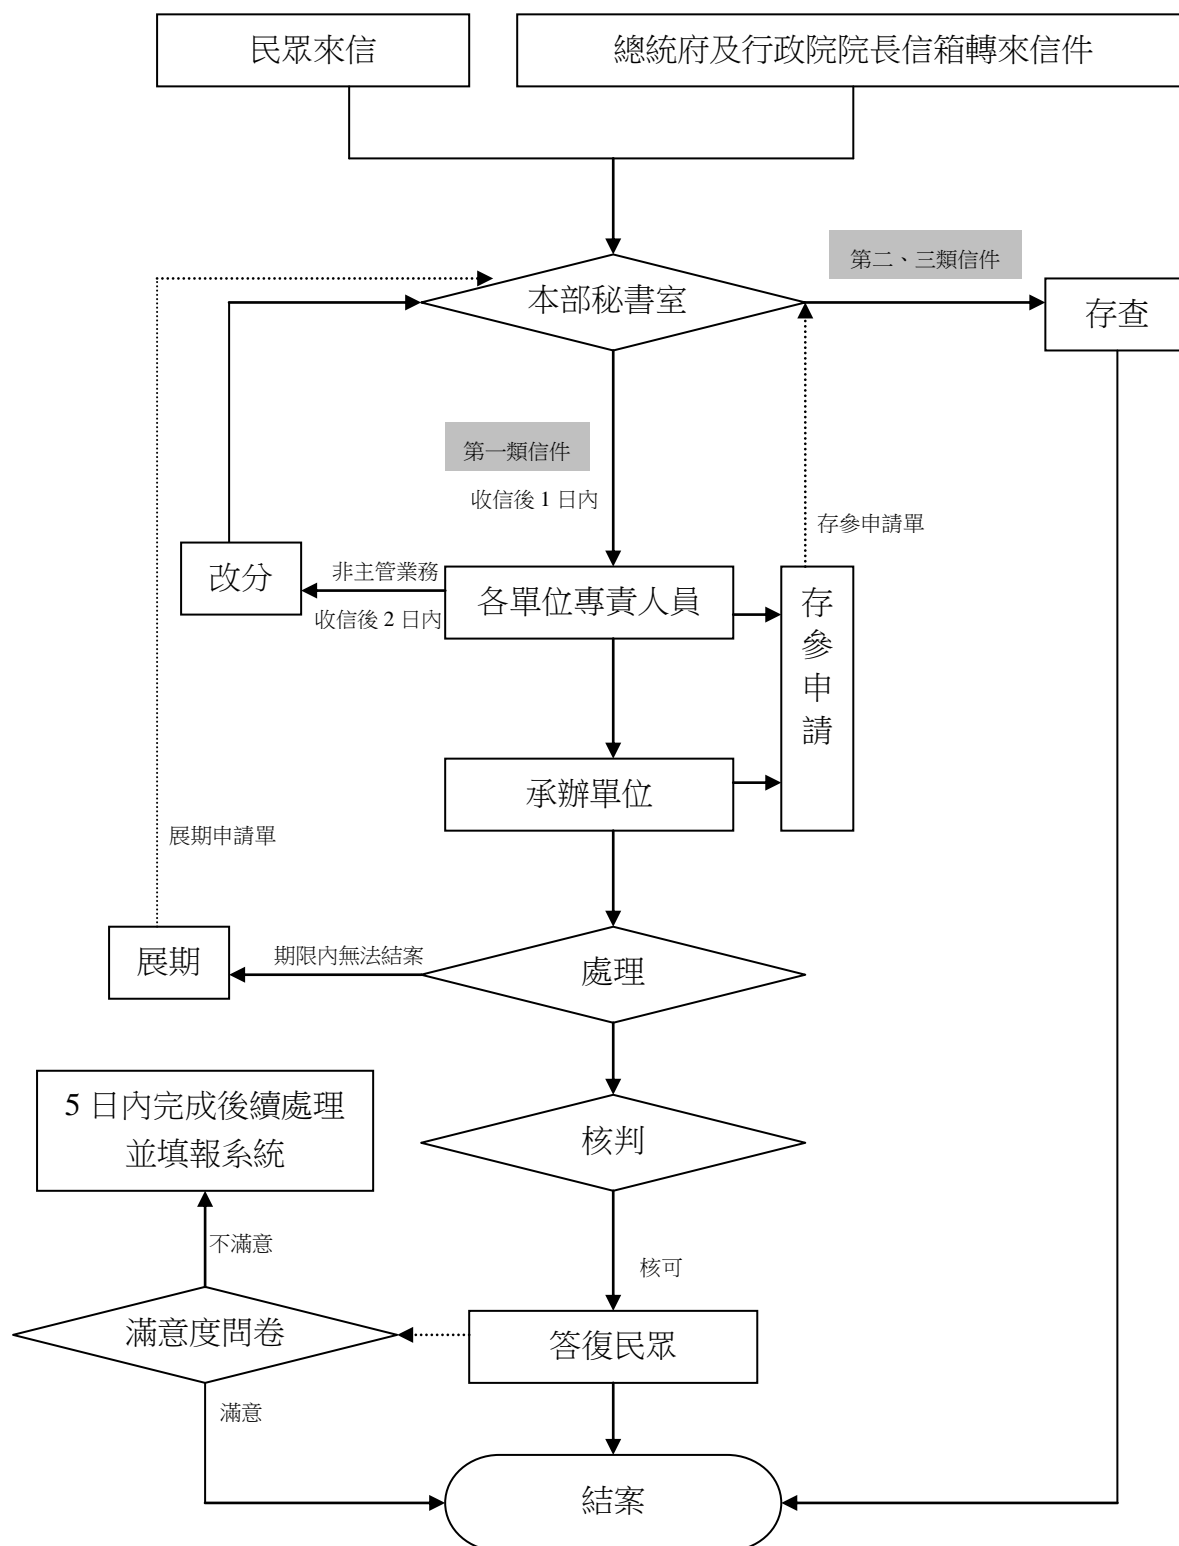 民眾來信
總統府及行政院院長信箱轉來信件
第二、三類信件
本部秘書室
存查
第一類信件
收信後 1 日內
存參申請單
改分
非主管業務
收信後 2 日內
各單位專責人員
存參申請
承辦單位
展期申請單
展期
期限內無法結案
處理
5 日內完成後續處理
並填報系統
核判
不滿意
核可
滿意度問卷
答復民眾
滿意
結案